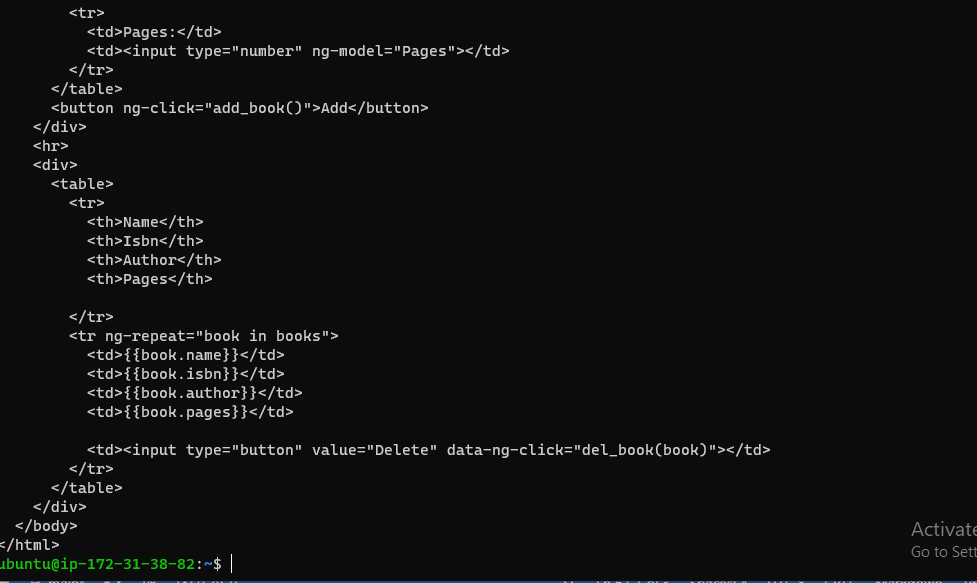 <tr>
<td>Pages:</td>
<td><input type="number" ng-model="Pages"></td>
</tr>
</table>
<button ng-click="add_book()">Add</button>
</div>
<hr>
<div>
<table>
<tr>
<th>Name</th>
<th>Isbn</th>
<th>Author</th>
<th>Pages</th>
</tr>
<tr ng-repeat="book in books">
<td>{{book.name}}</td>
<td>{{book.isbn}}</td>
<td>{{book.author}}</td>
<td>{{book.pages}}</td>
<td><input type="button" value="Delete" data-ng-click="del_book(book)"></td>
</tr>
</table>
</div>
</body>
</html>
ubuntu@ip-172-31-38-82:~$
Activate
Go to Sett